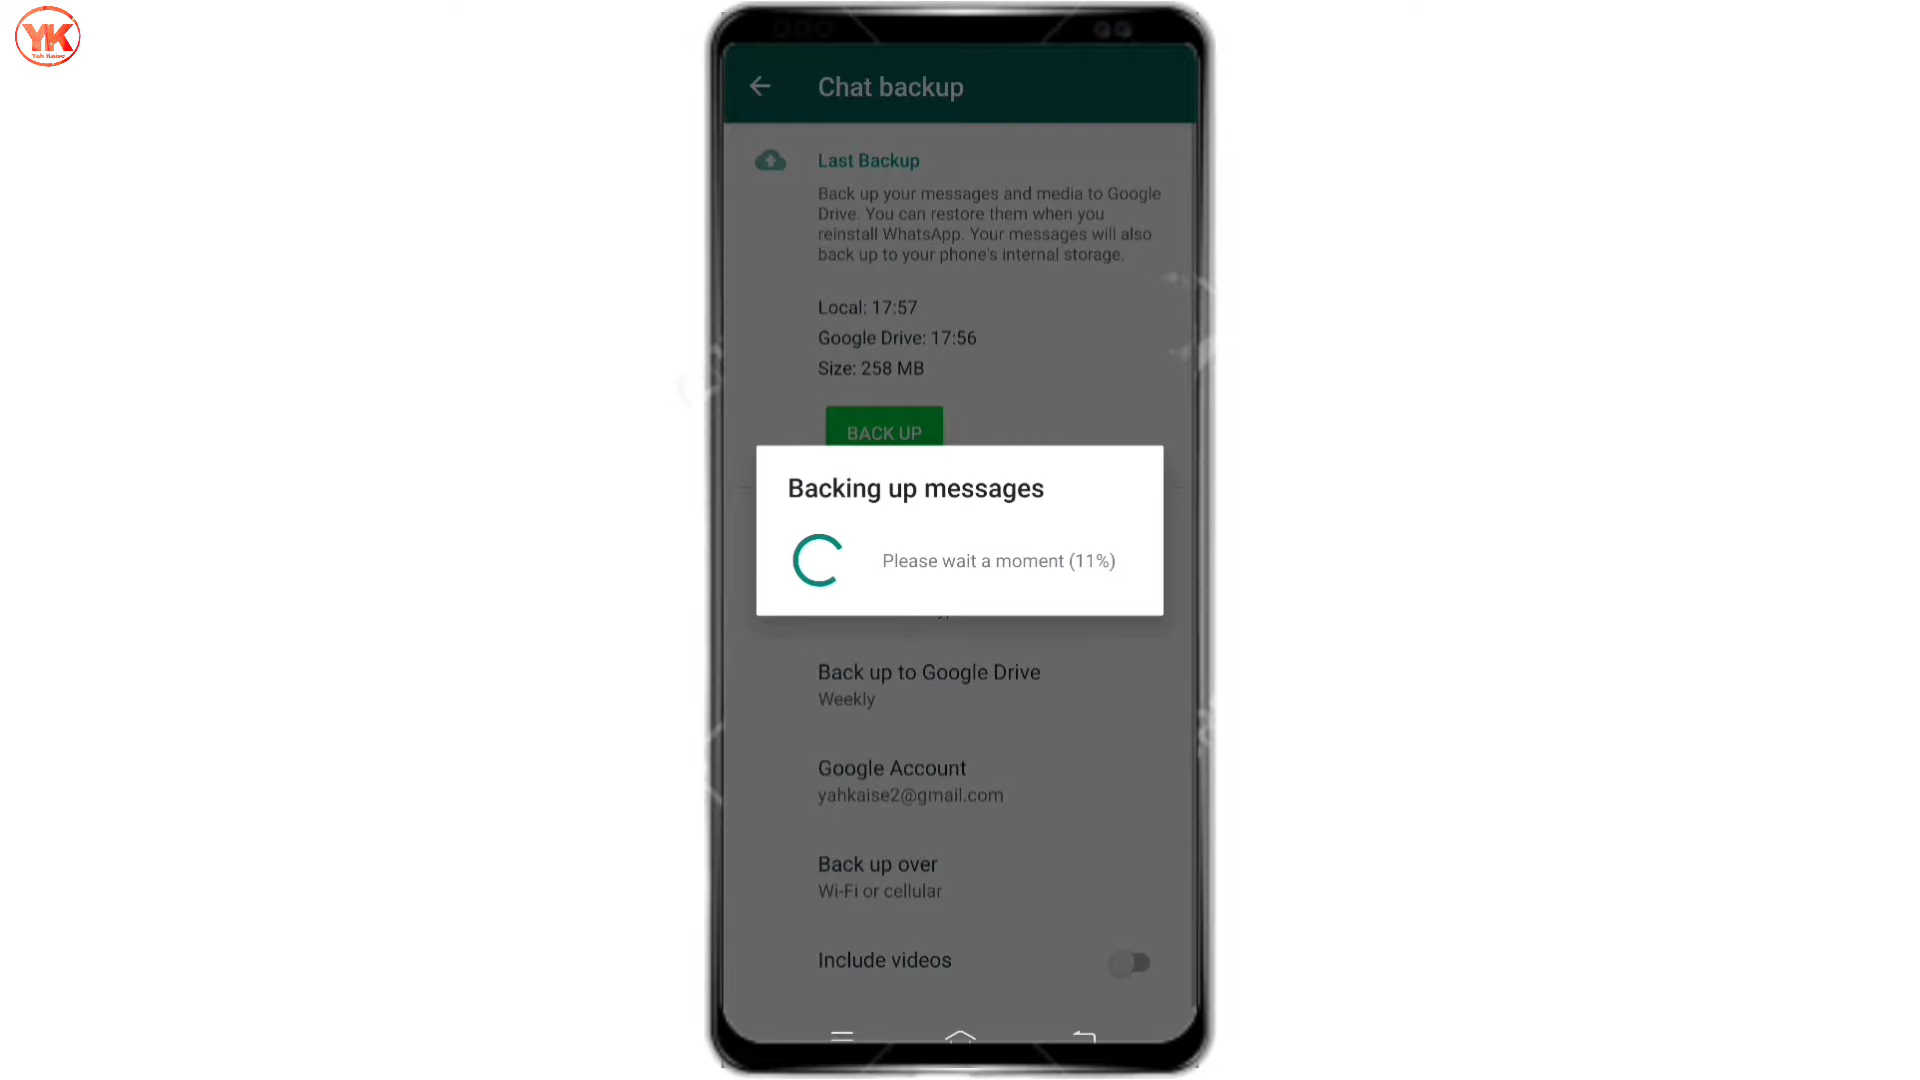 YK
Yah Kaise
Chat backup
Last Backup
Back up your messages and media to Google
Drive. You can restore them when you
reinstall WhatsApp. Your messages will also
back up to your phone's internal storage.
Local: 17:57
Google Drive: 17:56
Size: 258 MB
BACK UP
Backing up messages
Please wait a moment (11%)
Back up to Google Drive
Weekly
Google Account
yahkaise2@gmail.com
Back up over
Wi-Fi or cellular
Include videos